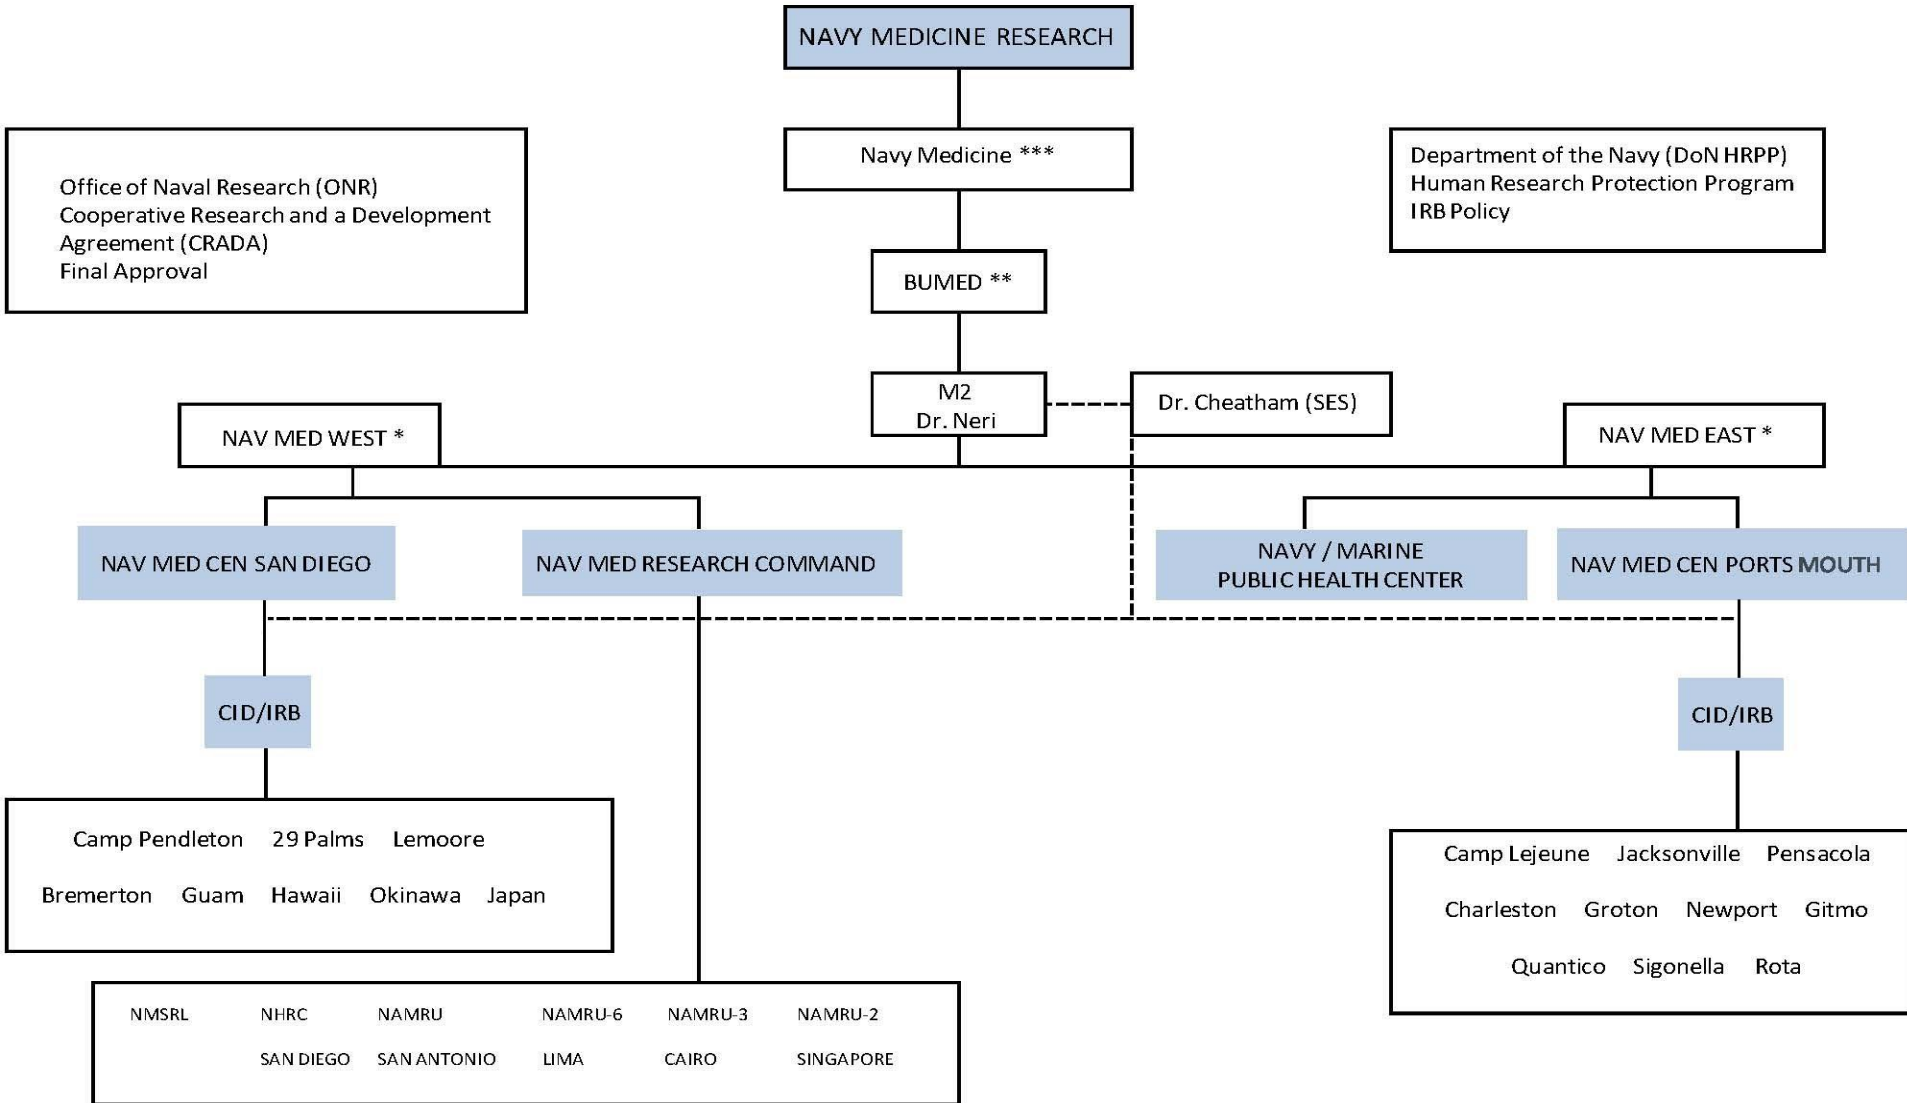 NAVY MEDICINE RESEARCH
Navy Medicine ***
Office of Naval Research (ONR)
Cooperative Research and a Development
Agreement (CRADA)
Final Approval
Department of the Navy (DoN HRPP)
Human Research Protection Program
IRB Policy
BUMED **
M2
Dr. Neri
Dr. Cheatham (SES)
NAV MED WEST *
NAV MED EAST *
NAV MED CEN SAN DIEGO
NAV MED RESEARCH COMMAND
NAVY / MARINE
PUBLIC HEALTH CENTER
NAV MED CEN PORTS MOUTH
CID/IRB
CID/IRB
Camp Pendleton 29 Palms Lemoore
Bremerton Guam Hawaii Okinawa Japan
Camp Lejeune Jacksonville Pensacola
Charleston Groton Newport Gitmo
Quantico Sigonella Rota
NMSRL NHRC NAMRU NAMRU-6 NAMRU-3 NAMRU-2
SAN DIEGO SAN ANTONIO LIMA CAIRO SINGAPORE